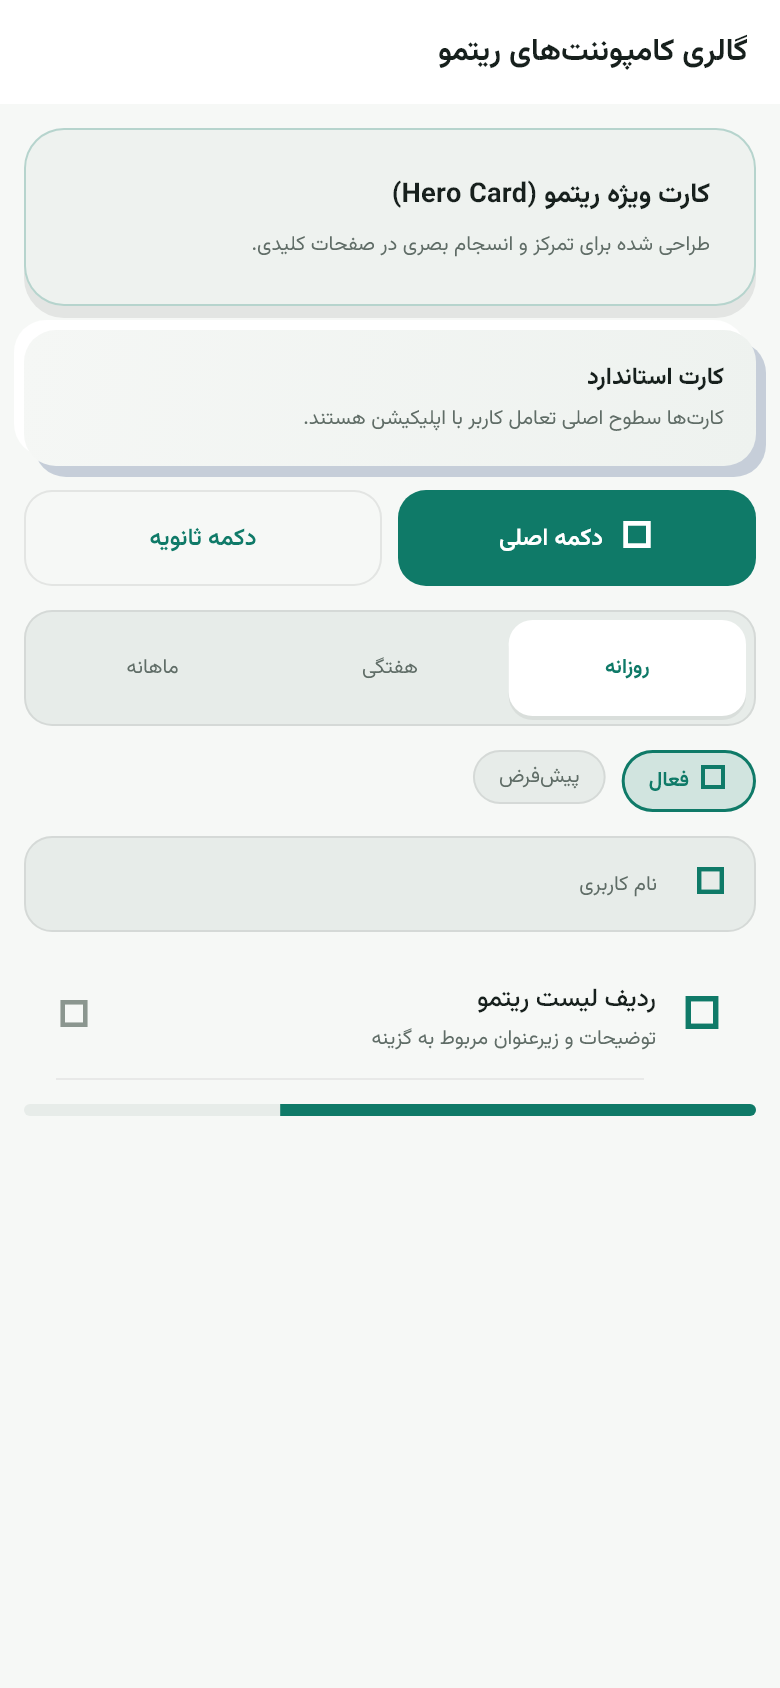 گالری کامپوننت‌های ریتمو
کارت ویژه ریتمو (Hero Card)
طراحی شده برای تمرکز و انسجام بصری در صفحات کلیدی.
کارت استاندارد
کارت‌ها سطوح اصلی تعامل کاربر با اپلیکیشن هستند.
دکمه اصلی
دکمه ثانویه
روزانه
هفتگی
ماهانه
فعال
پیش‌فرض
نام کاربری
ردیف لیست ریتمو
توضیحات و زیرعنوان مربوط به گزینه